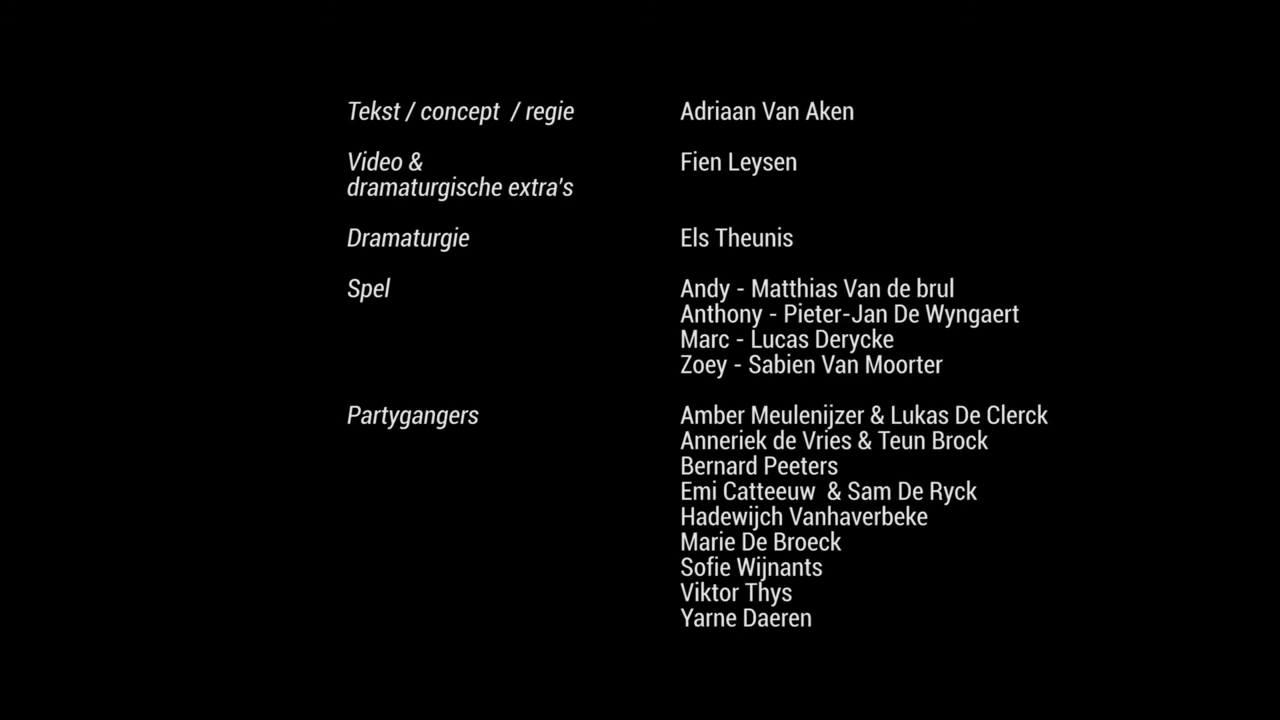 Tekst / concept / regie Adriaan Van Aken
Video & Fien Leysen
dramaturgische extra's
Dramaturgie Els Theunis
Spel Andy - Matthias Van de brul
Anthony - Pieter-Jan De Wyngaert
Marc - Lucas Derycke
Zoey - Sabien Van Moorter
Partygangers Amber Meulenijzer & Lukas De Clerck
Anneriek de Vries & Teun Brock
Bernard Peeters
Emi Catteeuw & Sam De Ryck
Hadewijch Vanhaverbeke
Marie De Broeck
Sofie Wijnants
Viktor Thys
Yarne Daeren